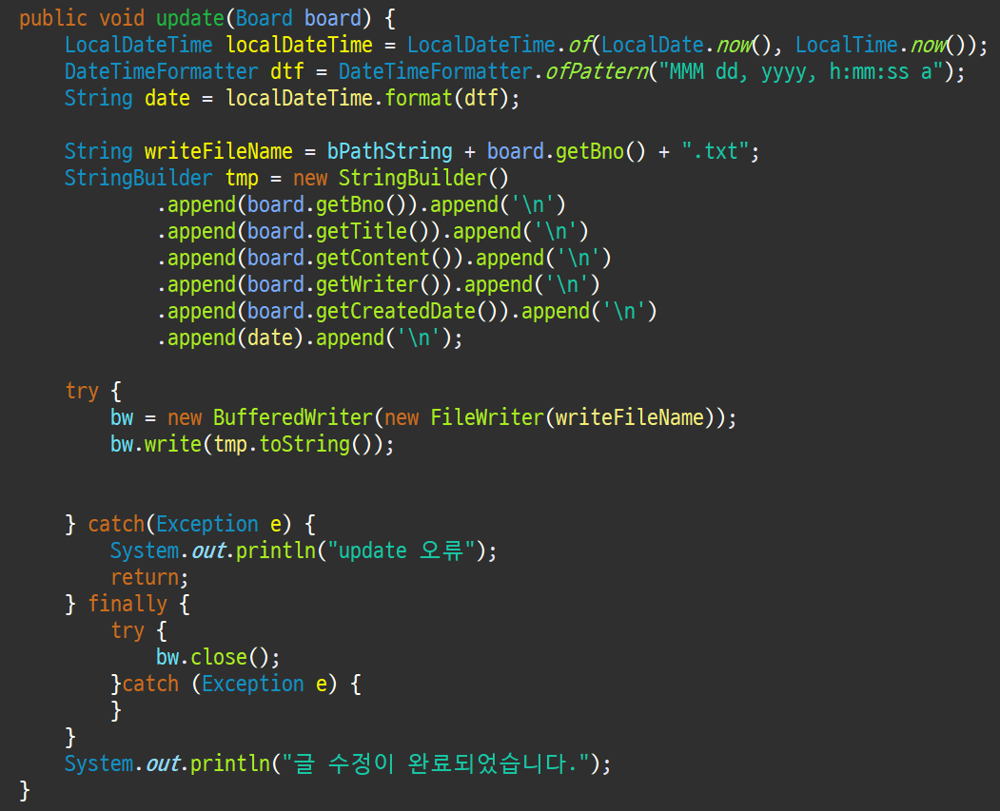 public void update(Board board) {
    LocalDateTime localDateTime = LocalDateTime.of(LocalDate.now(), LocalTime.now());
    DateTimeFormatter dtf = DateTimeFormatter.ofPattern("MMM dd, yyyy, h:mm:ss a");
    String date = localDateTime.format(dtf);

    String writeFileName = bPathString + board.getBno() + ".txt";
    StringBuilder tmp = new StringBuilder()
            .append(board.getBno()).append('\n')
            .append(board.getTitle()).append('\n')
            .append(board.getContent()).append('\n')
            .append(board.getWriter()).append('\n')
            .append(board.getCreatedDate()).append('\n')
            .append(date).append('\n');

    try {
        bw = new BufferedWriter(new FileWriter(writeFileName));
        bw.write(tmp.toString());


    } catch(Exception e) {
        System.out.println("update 오류");
        return;
    } finally {
        try {
            bw.close();
        }catch (Exception e) {
        }
    }
    System.out.println("글 수정이 완료되었습니다.");
}